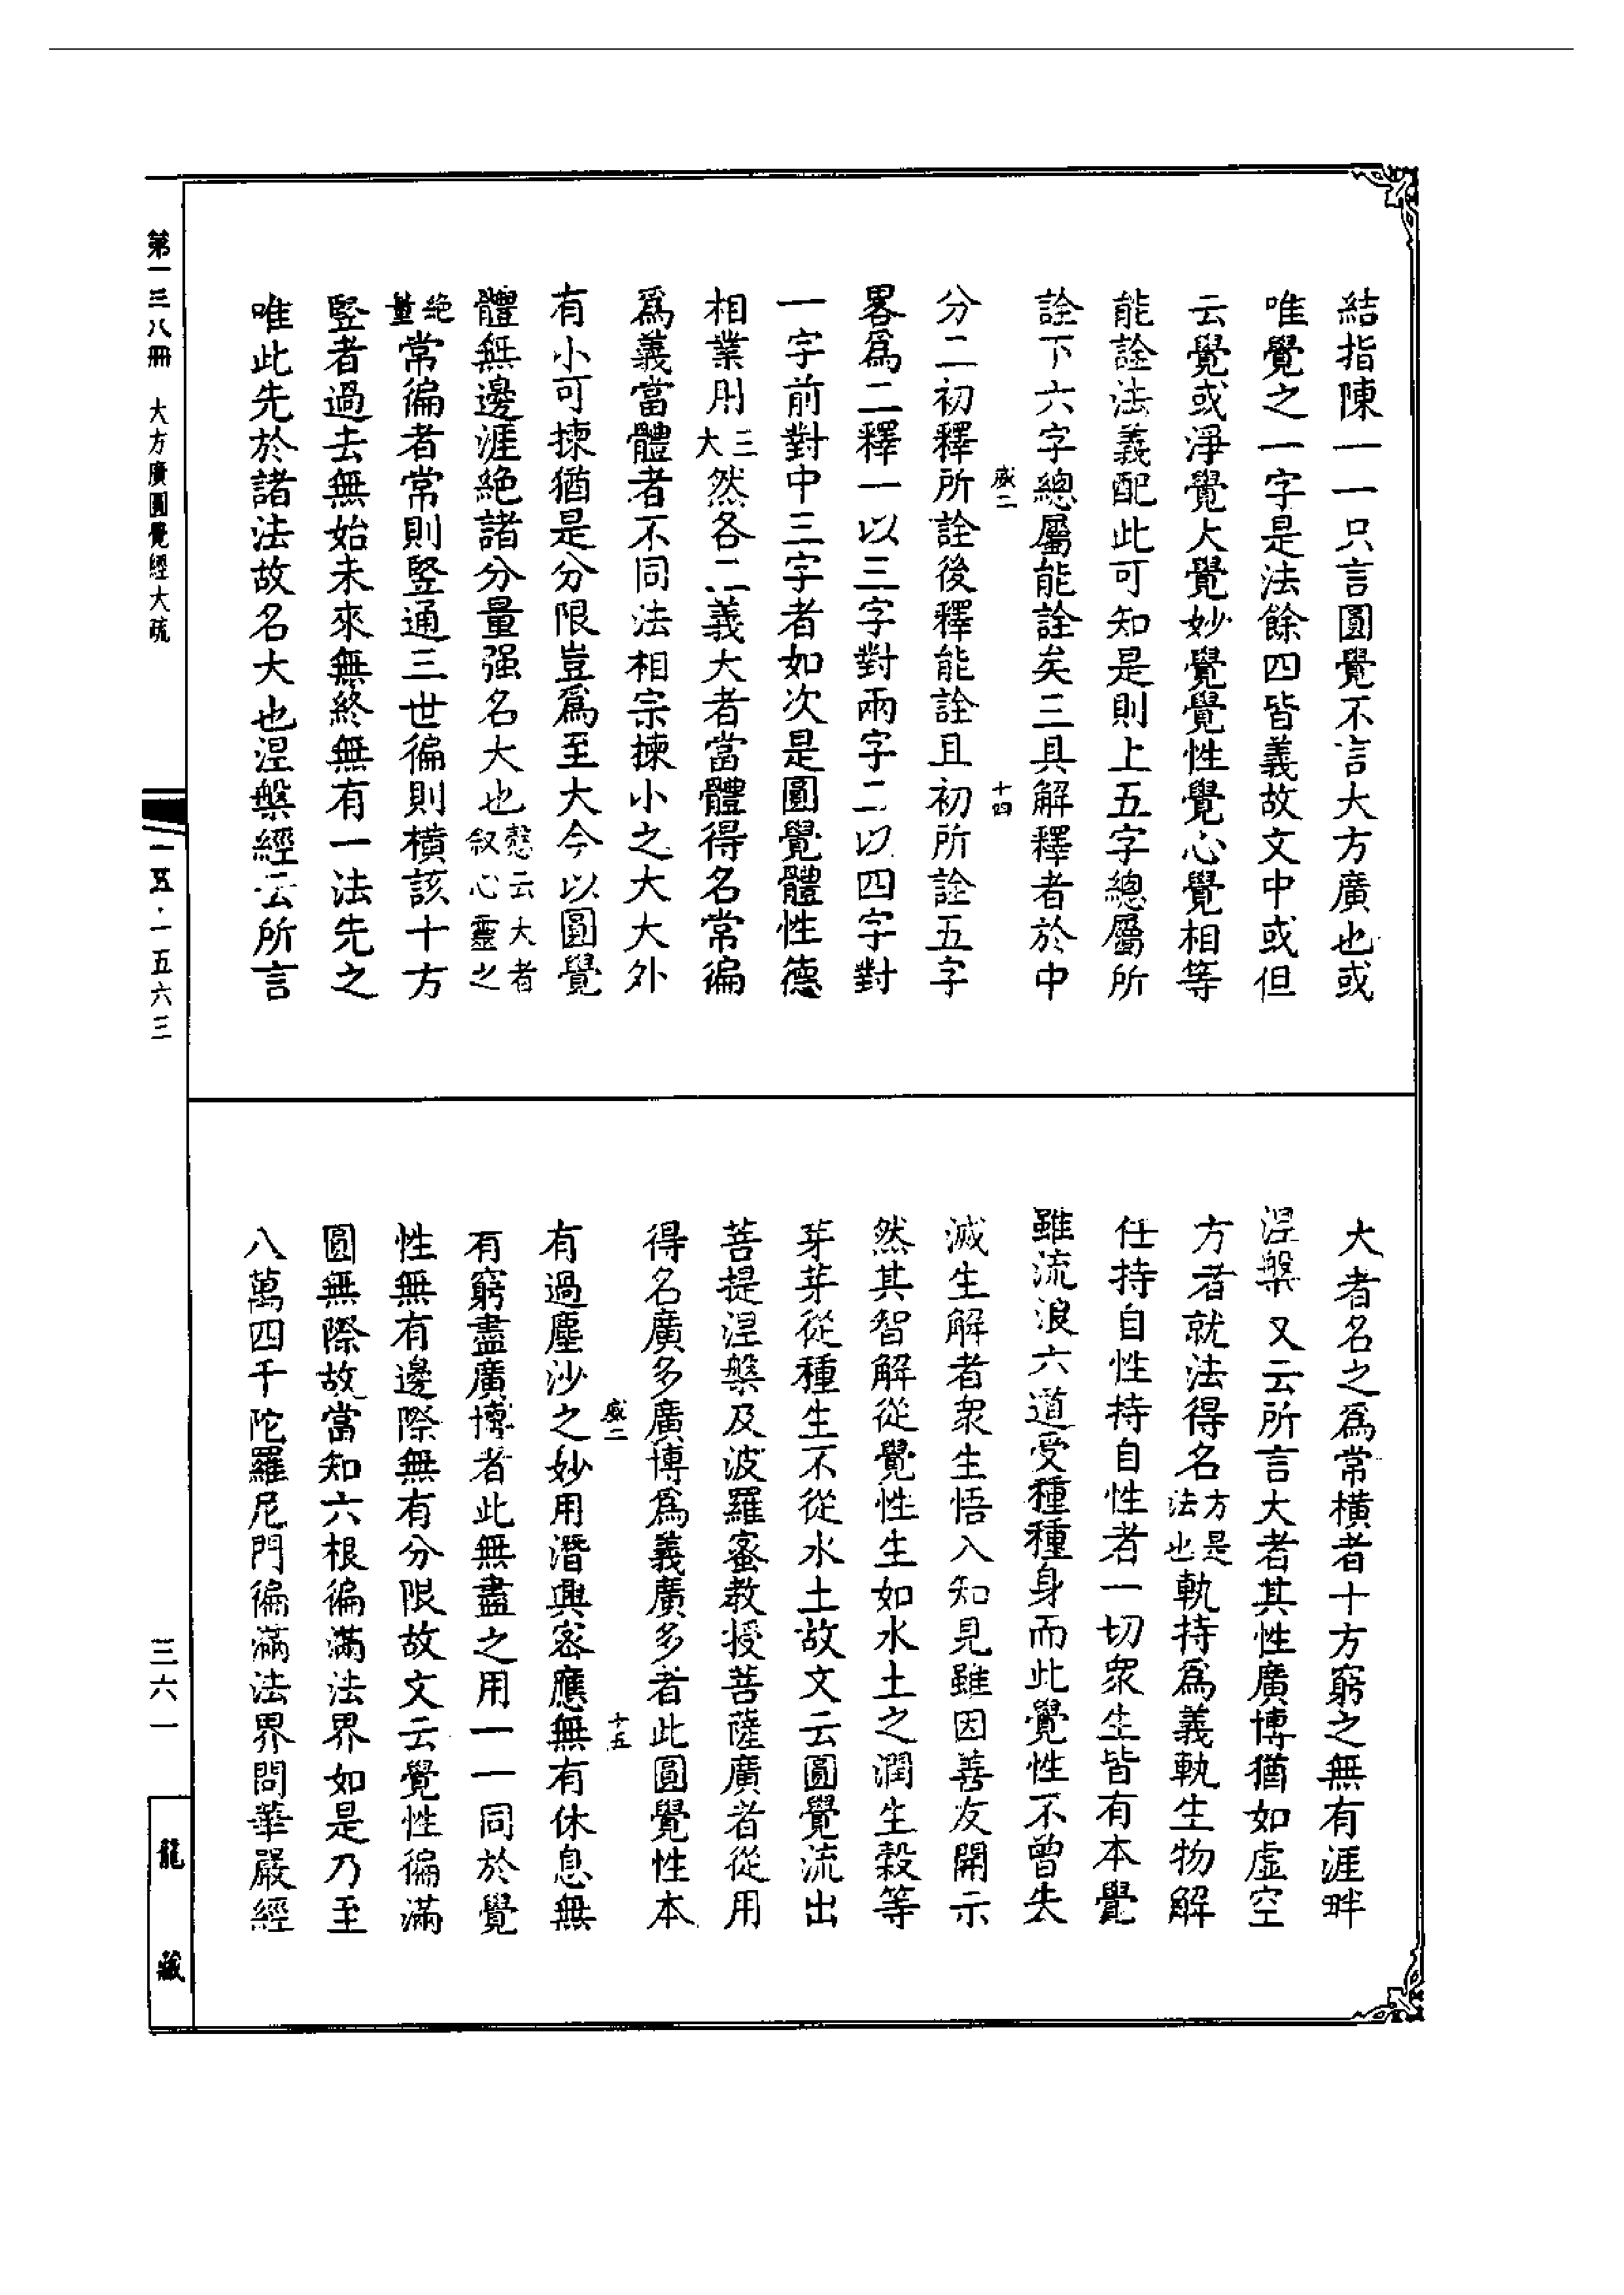 結指陳一一只言圓覺不言大方廣也或
唯覺之一字是法餘四皆義故文中或但
云覺或淨覺大覺妙覺覺性覺心覺相等
能詮法義配此可知是則上五字總屬所
詮下六字總屬能詮矣三具解釋者於中
咸二
十四
分二初釋所詮後釋能詮且初所詮五字
畧爲二釋一以三字對兩字二以四字對
一字前對中三字者如次是圓覺體性德
相業用三大然各二義大者當體得名常徧
爲義當體者不同法相宗揀小之大大外
有小可揀猶是分限豈爲至大今以圓覺
體無邊涯絶諸分量强名大也慤云大者叙心靈之
絶量常徧者常則竪通三世徧則橫該十方
竪者過去無始未來無終無有一法先之
唯此先於諸法故名大也涅槃經云所言
大者名之爲常橫者十方窮之無有涯畔
涅槃又云所言大者其性廣博猶如虛空
方者就法得名方是法也軌持爲義軌生物解
任持自性持自性者一切衆生皆有本覺
雖流浪六道受種種身而此覺性不曾失
滅生解者衆生悟入知見雖因善友開示
然其智解從覺性生如水土之潤生穀等
芽芽從種生不從水土故文云圓覺流出
菩提涅槃及波羅蜜教授菩薩廣者從用
得名廣多廣博爲義廣多者此圓覺性本
咸二
十五
有過塵沙之妙用潛興密應無有休息無
有窮盡廣博者此無盡之用一一同於覺
性無有邊際無有分限故文云覺性徧滿
圓無際故當知六根徧滿法界如是乃至
八萬四千陀羅尼門徧滿法界問華嚴經
第一三八冊　大方廣圓覺經大疏
一五・一五六三
三六一
龍藏